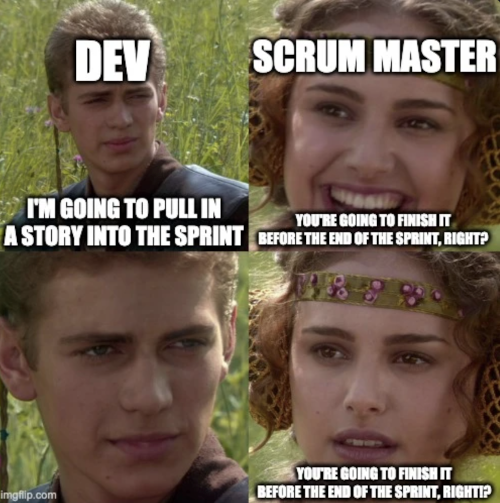 DEV
SCRUM MASTER
I'M GOING TO PULL IN
A STORY INTO THE SPRINT
YOU'RE GOING TO FINISH IT
BEFORE THE END OF THE SPRINT, RIGHT?
YOU'RE GOING TO FINISH IT
BEFORE THE END OF THE SPRINT, RIGHT!?
imgflip.com